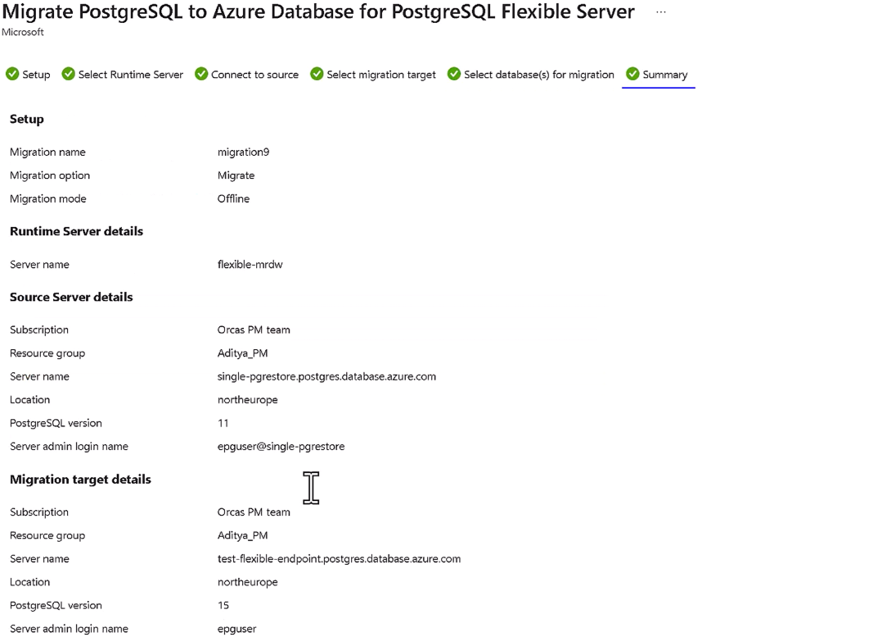 Migrate PostgreSQL to Azure Database for PostgreSQL Flexible Server ...
Microsoft
Setup Select Runtime Server Connect to source Select migration target Select database(s) for migration Summary
Setup
Migration name migration9
Migration option Migrate
Migration mode Offline
Runtime Server details
Server name flexible-mrdw
Source Server details
Subscription Orcas PM team
Resource group Aditya_PM
Server name single-pgrestore.postgres.database.azure.com
Location northeurope
PostgreSQL version 11
Server admin login name epguser@single-pgrestore
Migration target details
Subscription Orcas PM team
Resource group Aditya_PM
Server name test-flexible-endpoint.postgres.database.azure.com
Location northeurope
PostgreSQL version 15
Server admin login name epguser